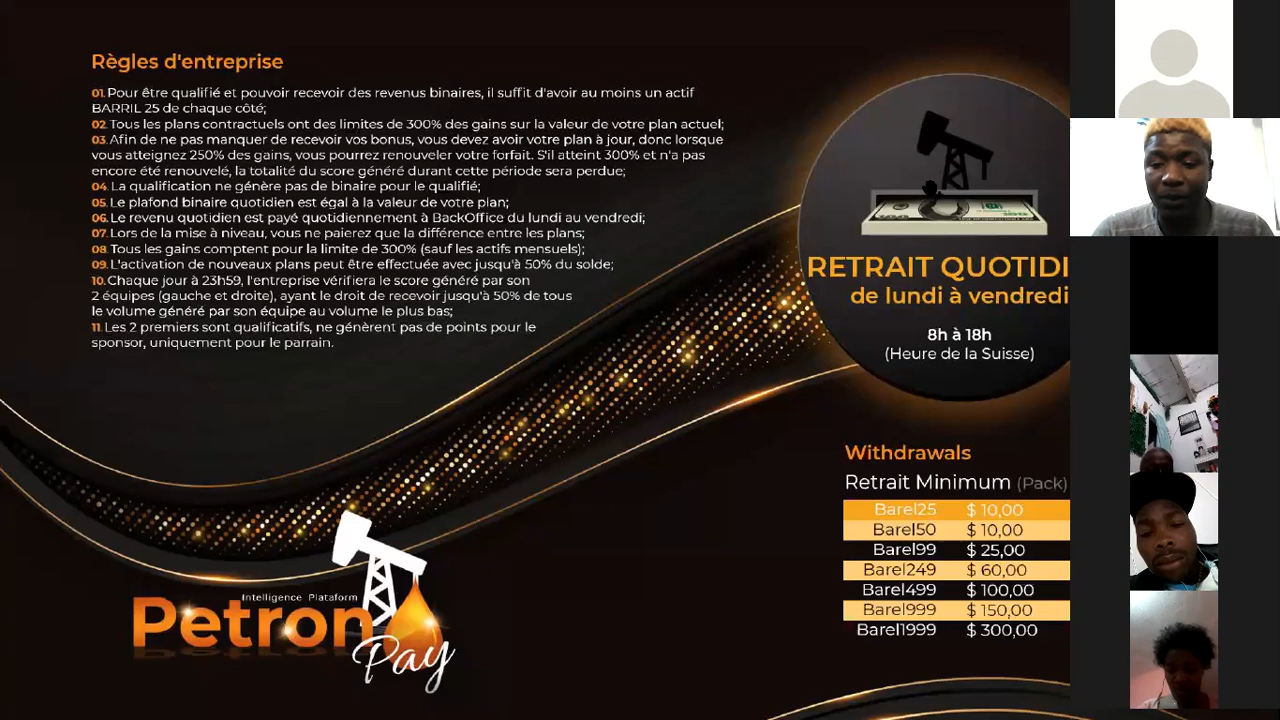 Règles d'entreprise
01.Pour être qualifié et pouvoir recevoir des revenus binaires, il suffit d'avoir au moins un actif
BARRIL 25 de chaque côté;
02.Tous les plans contractuels ont des limites de 300% des gains sur la valeur de votre plan actuel;
03.Afin de ne pas manquer de recevoir vos bonus, vous devez avoir votre plan à jour, donc lorsque
vous atteignez 250% des gains, vous pourrez renouveler votre forfait. S'il atteint 300% et n'a pas
encore été renouvelé, la totalité du score généré durant cette période sera perdue;
04.La qualification ne génère pas de binaire pour le qualifié;
05.Le plafond binaire quotidien est égal à la valeur de votre plan;
06.Le revenu quotidien est payé quotidiennement à BackOffice du lundi au vendredi;
07.Lors de la mise à niveau, vous ne paierez que la différence entre les plans;
08.Tous les gains comptent pour la limite de 300% (sauf les actifs mensuels);
09.L'activation de nouveaux plans peut être effectuée avec jusqu'à 50% du solde;
10.Chaque jour à 23h59, l'entreprise vérifiera le score généré par son
2 équipes (gauche et droite), ayant le droit de recevoir jusqu'à 50% de tous
le volume généré par son équipe au volume le plus bas;
11.Les 2 premiers sont qualificatifs, ne génèrent pas de points pour le
sponsor, uniquement pour le parrain.
RETRAIT QUOTIDI
de lundi à vendredi
8h à 18h
(Heure de la Suisse)
Withdrawals
Retrait Minimum (Pack)
Barel25 $ 10,00
Barel50 $ 10,00
Barel99 $ 25,00
Barel249 $ 60,00
Barel499 $ 100,00
Barel999 $ 150,00
Barel1999 $ 300,00
Intelligence Plataform
Petron
Pay